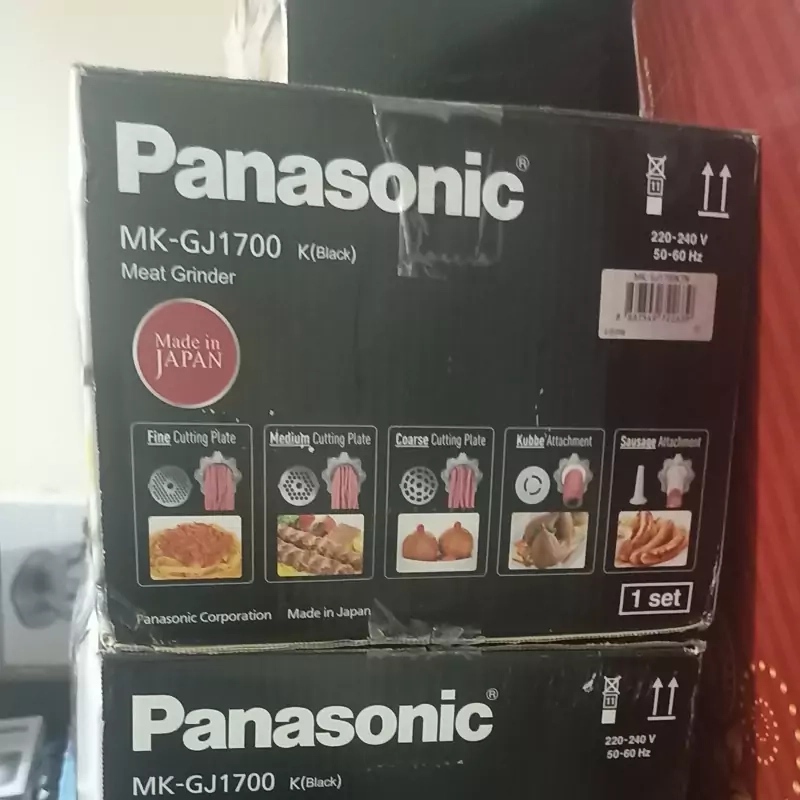 Panasonic®
MK-GJ1700 K(Black)
Meat Grinder
220-240 V
50-60 Hz
Made in
JAPAN
Fine Cutting Plate
Medium Cutting Plate
Coarse Cutting Plate
Kubbe Attachment
Sausage Attachment
1 set
Panasonic Corporation Made in Japan
Panasonic®
MK-GJ1700 K(Black)
220-240 V
50-60 Hz